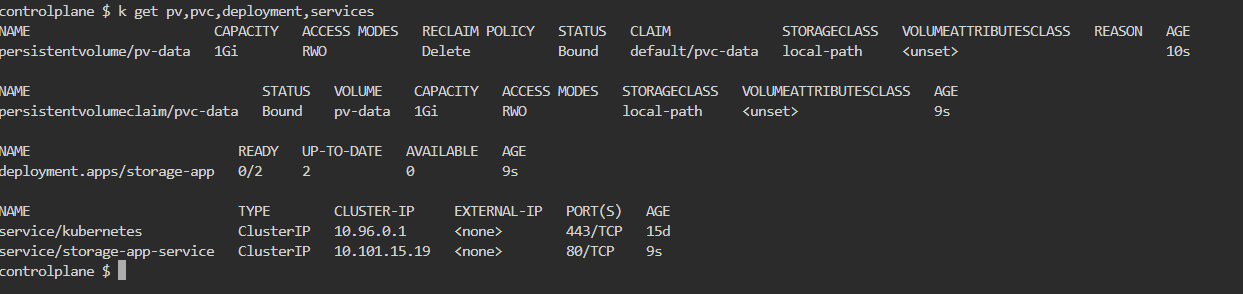 controlplane $ k get pv,pvc,deployment,services
NAME CAPACITY ACCESS MODES RECLAIM POLICY STATUS CLAIM STORAGECLASS VOLUMEATTRIBUTESCLASS REASON AGE
persistentvolume/pv-data 1Gi RWO Delete Bound default/pvc-data local-path <unset> 10s
NAME STATUS VOLUME CAPACITY ACCESS MODES STORAGECLASS VOLUMEATTRIBUTESCLASS AGE
persistentvolumeclaim/pvc-data Bound pv-data 1Gi RWO local-path <unset> 9s
NAME READY UP-TO-DATE AVAILABLE AGE
deployment.apps/storage-app 0/2 2 0 9s
NAME TYPE CLUSTER-IP EXTERNAL-IP PORT(S) AGE
service/kubernetes ClusterIP 10.96.0.1 <none> 443/TCP 15d
service/storage-app-service ClusterIP 10.101.15.19 <none> 80/TCP 9s
controlplane $